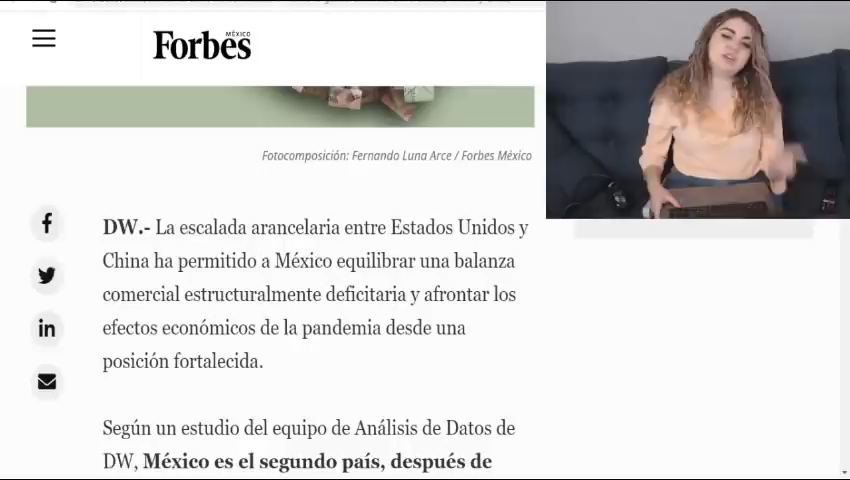 MÉXICO
Forbes
Fotocomposición: Fernando Luna Arce / Forbes México
DW.- La escalada arancelaria entre Estados Unidos y
China ha permitido a México equilibrar una balanza
comercial estructuralmente deficitaria y afrontar los
efectos económicos de la pandemia desde una
posición fortalecida.
Según un estudio del equipo de Análisis de Datos de
DW, México es el segundo país, después de